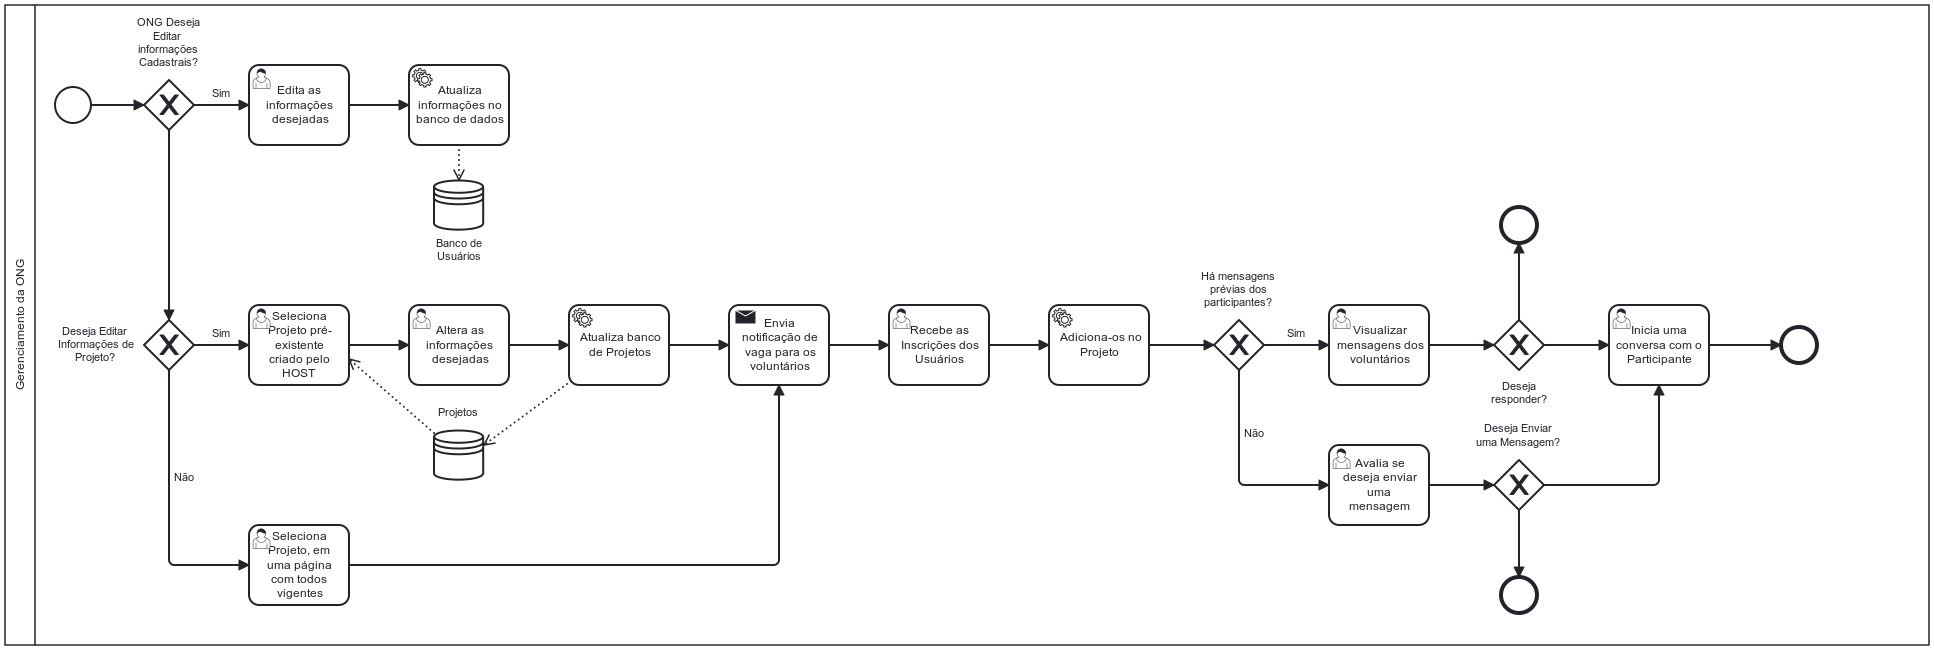 Gerenciamento da ONG
ONG Deseja
Editar
informações
Cadastrais?
Sim
Edita as
informações
desejadas
Atualiza
informações no
banco de dados
Banco de
Usuários
Deseja Editar
Informações de
Projeto?
Sim
Seleciona
Projeto pré-
existente
criado pelo
HOST
Altera as
informações
desejadas
Atualiza banco
de Projetos
Envia
notificação de
vaga para os
voluntários
Recebe as
Inscrições dos
Usuários
Adiciona-os no
Projeto
Há mensagens
prévias dos
participantes?
Sim
Visualizar
mensagens dos
voluntários
Deseja
responder?
Inicia uma
conversa com o
Participante
Projetos
Não
Avalia se
deseja enviar
uma
mensagem
Deseja Enviar
uma Mensagem?
Não
Seleciona
Projeto, em
uma página
com todos
vigentes